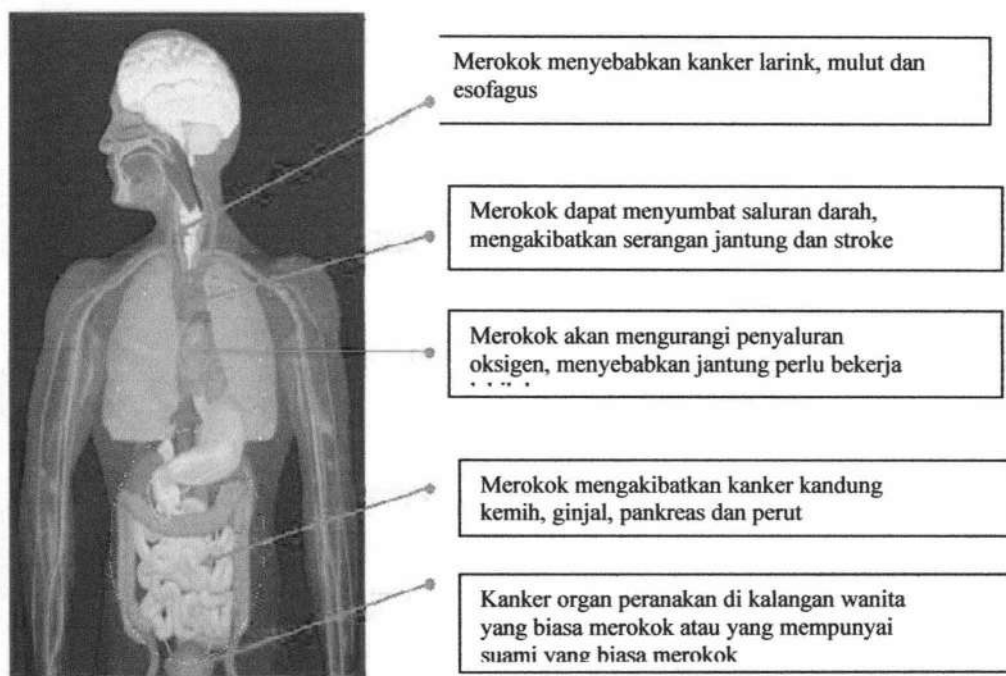 Merokok menyebabkan kanker larink, mulut dan
esofagus
Merokok dapat menyumbat saluran darah,
mengakibatkan serangan jantung dan stroke
Merokok akan mengurangi penyaluran
oksigen, menyebabkan jantung perlu bekerja
Merokok mengakibatkan kanker kandung
kemih, ginjal, pankreas dan perut
Kanker organ peranakan di kalangan wanita
yang biasa merokok atau yang mempunyai
suami yang biasa merokok